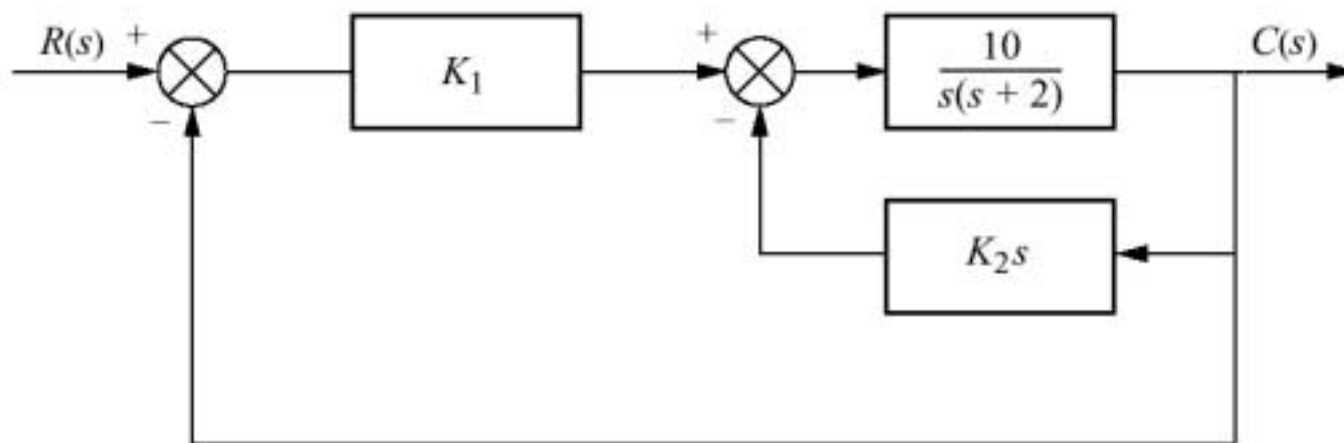 R(s)
+
−
K₁
+
−
10
s(s + 2)
C(s)
K₂s